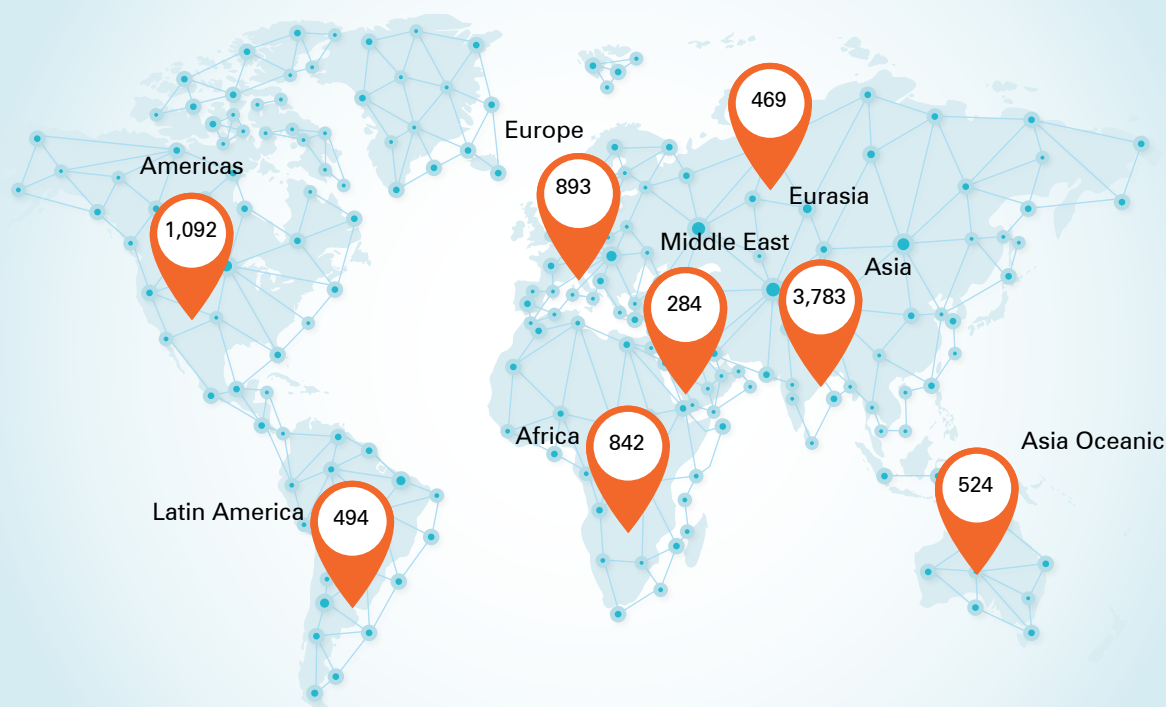 469
Europe
Americas
893
Eurasia
1,092
Middle East
Asia
284
3,783
Africa
842
Asia Oceanic
524
Latin America
494